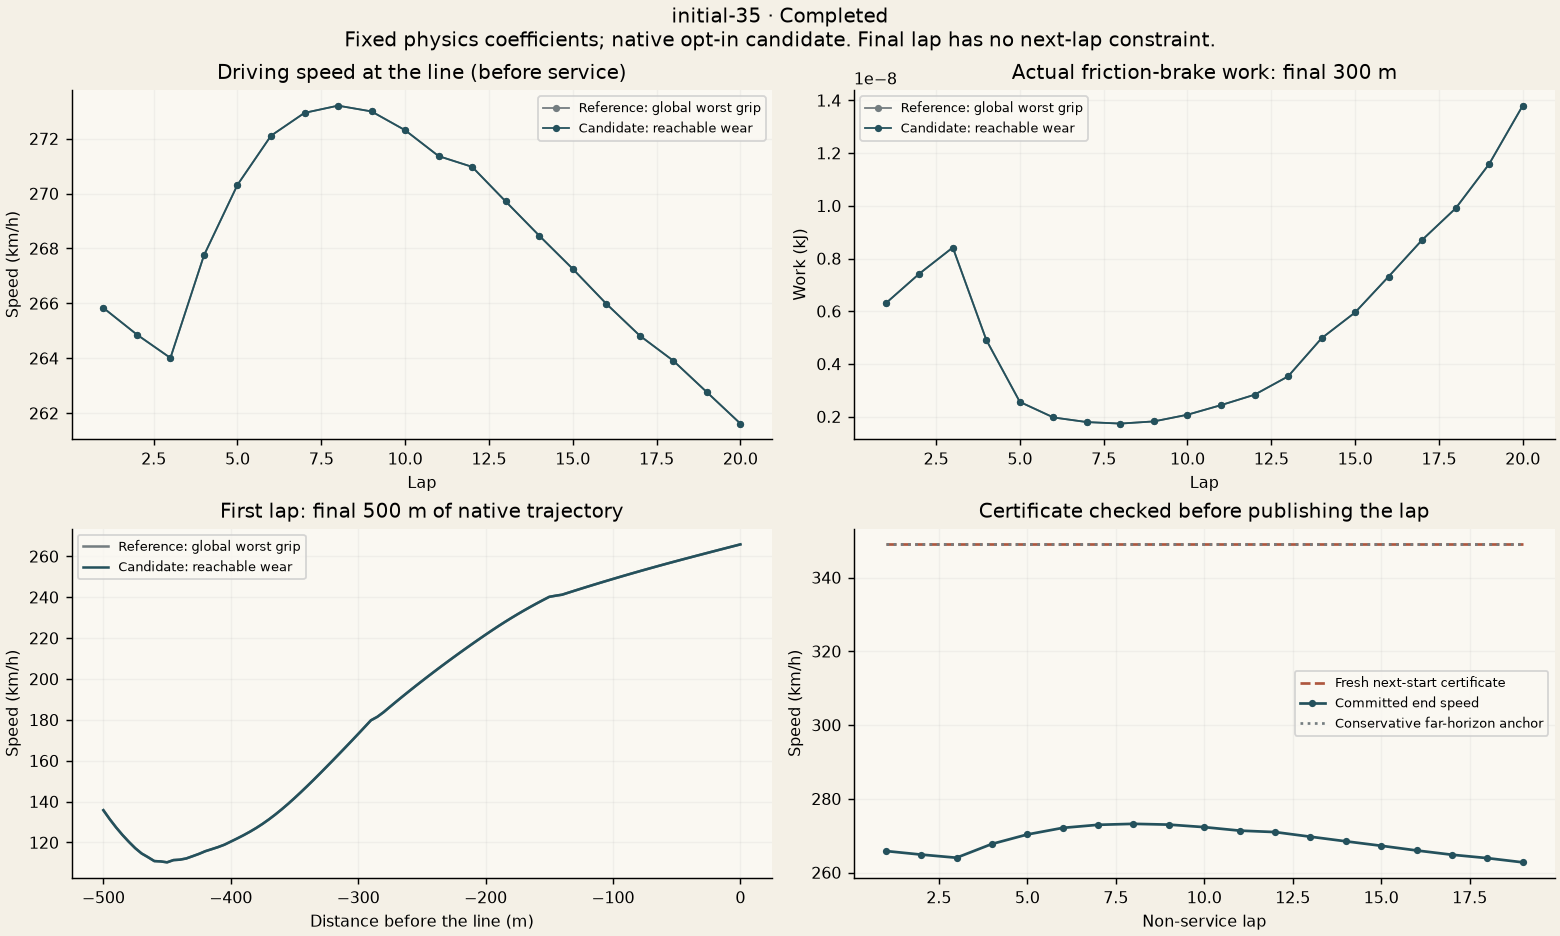 initial-35 · Completed
Fixed physics coefficients; native opt-in candidate. Final lap has no next-lap constraint.
Driving speed at the line (before service)
Reference: global worst grip
Candidate: reachable wear
Speed (km/h)
272
270
268
266
264
262
2.5 5.0 7.5 10.0 12.5 15.0 17.5 20.0
Lap
Actual friction-brake work: final 300 m
1e−8
Reference: global worst grip
Candidate: reachable wear
Work (kJ)
1.4
1.2
1.0
0.8
0.6
0.4
0.2
2.5 5.0 7.5 10.0 12.5 15.0 17.5 20.0
Lap
First lap: final 500 m of native trajectory
Reference: global worst grip
Candidate: reachable wear
Speed (km/h)
260
240
220
200
180
160
140
120
−500 −400 −300 −200 −100 0
Distance before the line (m)
Certificate checked before publishing the lap
Speed (km/h)
340
320
300
280
260
Fresh next-start certificate
Committed end speed
Conservative far-horizon anchor
2.5 5.0 7.5 10.0 12.5 15.0 17.5
Non-service lap